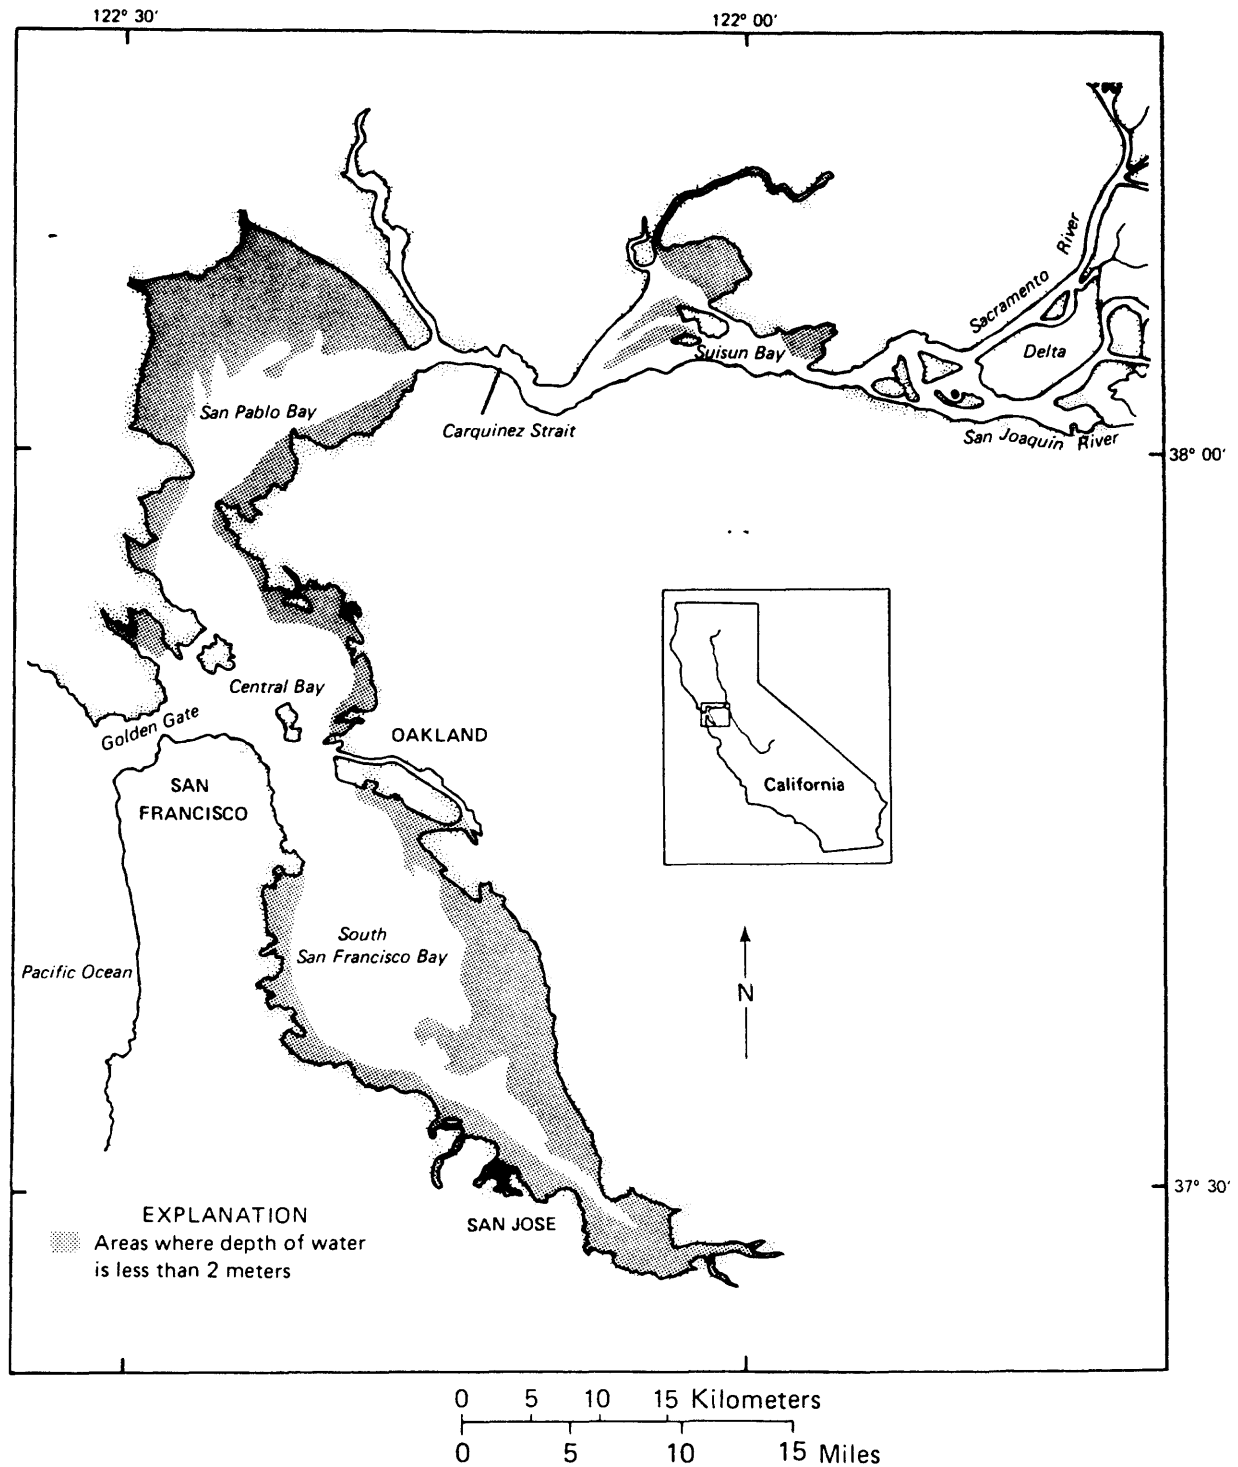 122° 30'
122° 00'
Sacramento River
Delta
Suisun Bay
San Pablo Bay
Carquinez Strait
San Joaquin River
38° 00'
Central Bay
Golden Gate
OAKLAND
SAN
FRANCISCO
California
South
San Francisco Bay
Pacific Ocean
N
37° 30'
EXPLANATION
SAN JOSE
Areas where depth of water
is less than 2 meters
0 5 10 15 Kilometers
0 5 10 15 Miles